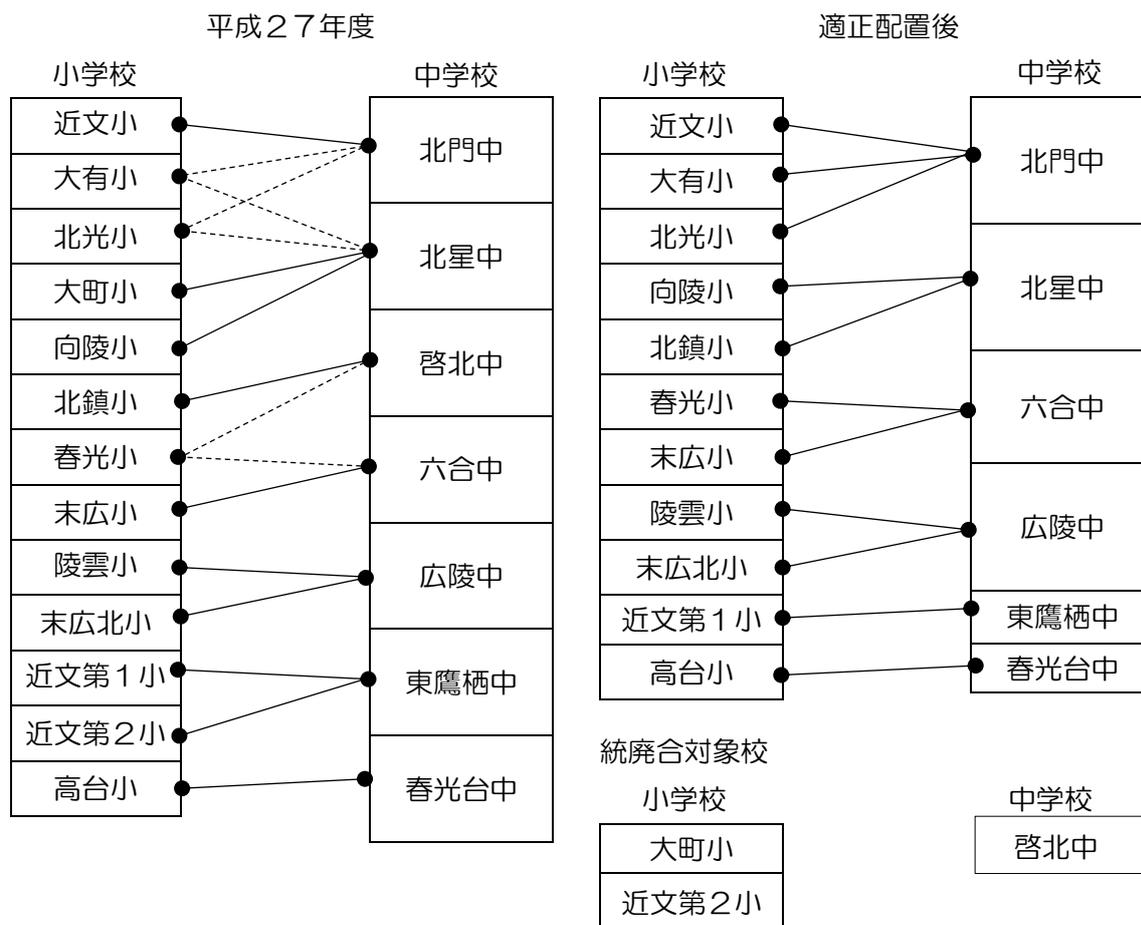 平成２７年度
小学校
中学校
近文小
大有小
北光小
大町小
向陵小
北鎮小
春光小
末広小
陵雲小
末広北小
近文第１小
近文第２小
高台小
北門中
北星中
啓北中
六合中
広陵中
東鷹栖中
春光台中
適正配置後
小学校
中学校
近文小
大有小
北光小
向陵小
北鎮小
春光小
末広小
陵雲小
末広北小
近文第１小
高台小
北門中
北星中
六合中
広陵中
東鷹栖中
春光台中
統廃合対象校
小学校
中学校
大町小
近文第２小
啓北中